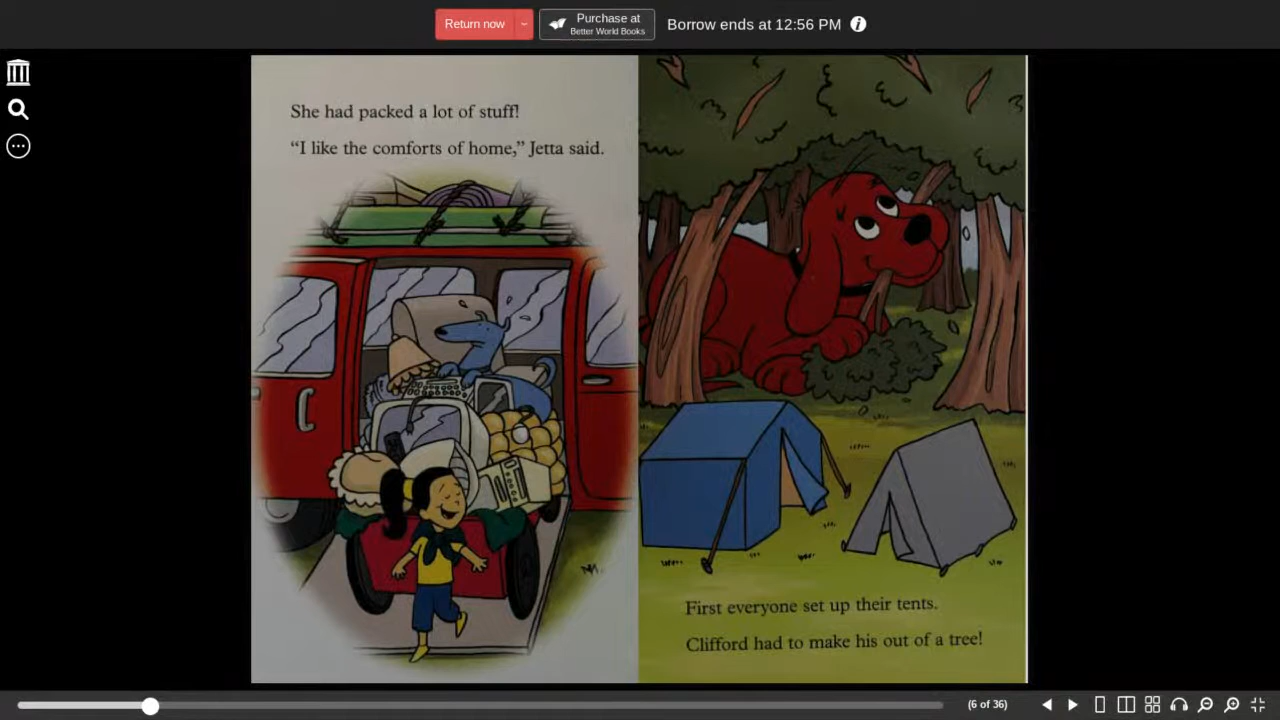 Return now
Purchase at
Better World Books
Borrow ends at 12:56 PM
She had packed a lot of stuff!
“I like the comforts of home,” Jetta said.
First everyone set up their tents.
Clifford had to make his out of a tree!
(6 of 36)